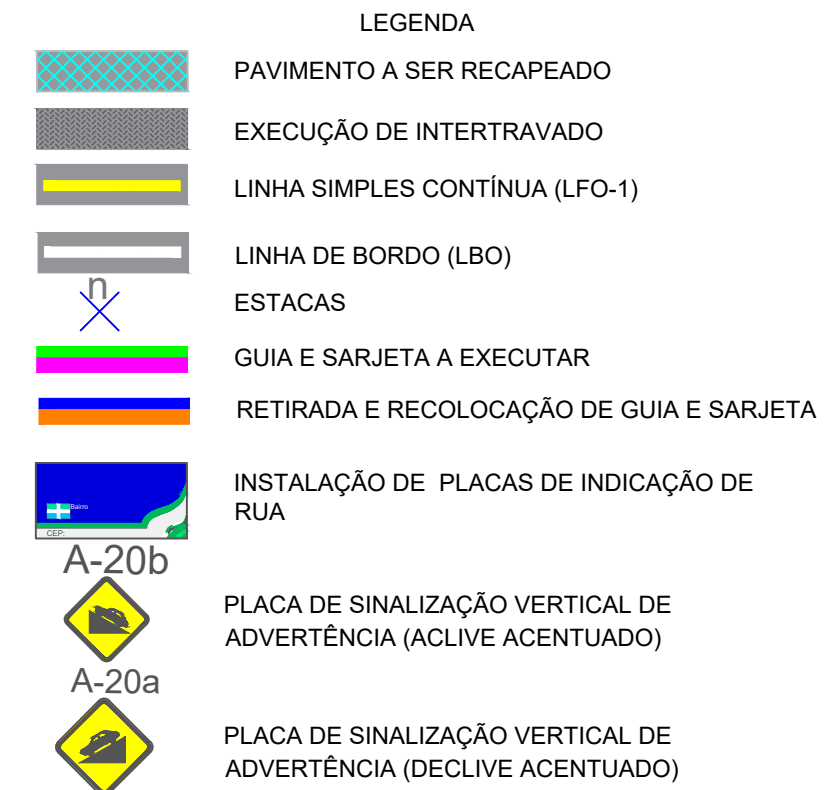 LEGENDA
PAVIMENTO A SER RECAPEADO
EXECUÇÃO DE INTERTRAVADO
LINHA SIMPLES CONTÍNUA (LFO-1)
LINHA DE BORDO (LBO)
n
ESTACAS
GUIA E SARJETA A EXECUTAR
RETIRADA E RECOLOCAÇÃO DE GUIA E SARJETA
INSTALAÇÃO DE PLACAS DE INDICAÇÃO DE
RUA
Bairro
CEP:
A-20b
PLACA DE SINALIZAÇÃO VERTICAL DE
ADVERTÊNCIA (ACLIVE ACENTUADO)
A-20a
PLACA DE SINALIZAÇÃO VERTICAL DE
ADVERTÊNCIA (DECLIVE ACENTUADO)